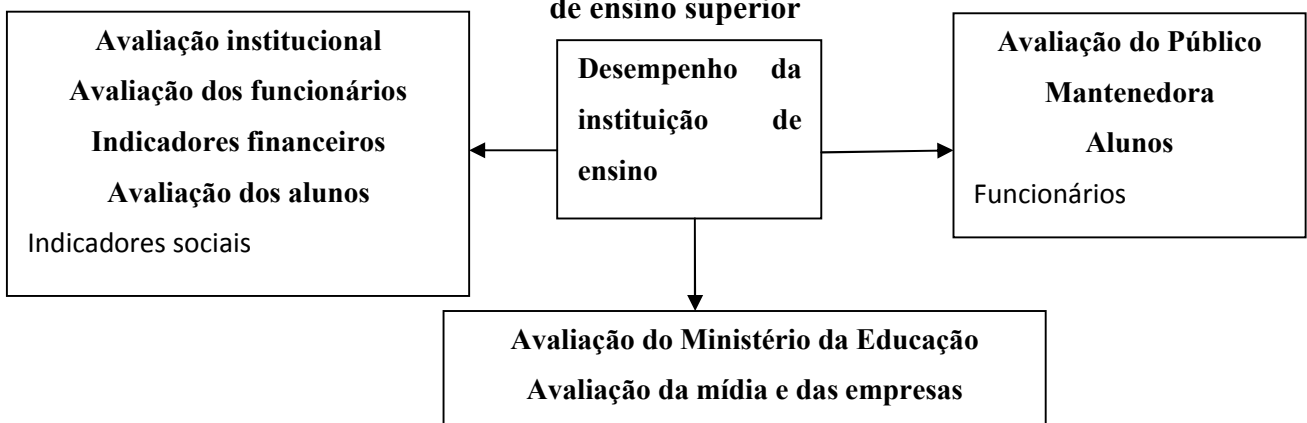 de ensino superior
Avaliação institucional
Avaliação dos funcionários
Indicadores financeiros
Avaliação dos alunos
Indicadores sociais
Desempenho da
instituição de
ensino
Avaliação do Público
Mantenedora
Alunos
Funcionários
Avaliação do Ministério da Educação
Avaliação da mídia e das empresas